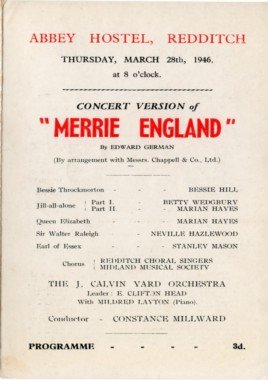 ABBEY HOSTEL, REDDITCH
THURSDAY, MARCH 28th, 1946.
at 8 o'clock.
CONCERT VERSION of
"MERRIE ENGLAND"
By EDWARD GERMAN
(By arrangement with Messrs. Chappell & Co., Ltd.)
Bessie Throckmorton - - BESSIE HILL
Jill-all-alone { Part I. - BETTY WEDGBURY
Part II - MARIAN HAYES
Queen Elizabeth - - - MARIAN HAYES
Sir Walter Raleigh - NEVILLE HAZLEWOOD
Earl of Essex - - - STANLEY MASON
Chorus { REDDITCH CHORAL SINGERS
MIDLAND MUSICAL SOCIETY
THE J. CALVIN YARD ORCHESTRA
Leader: E. CLIFTON HEAD
With MILDRED LAYTON (Piano).
Conductor - CONSTANCE MILLWARD
PROGRAMME - - - - 3d.